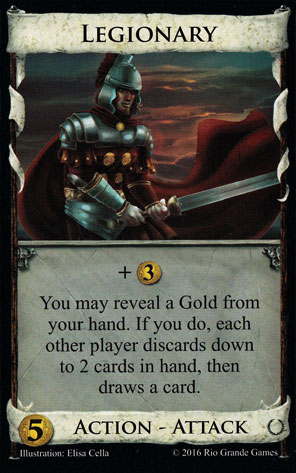 LEGIONARY
+ 3
You may reveal a Gold from
your hand. If you do, each
other player discards down
to 2 cards in hand, then
draws a card.
5 ACTION - ATTACK
Illustration: Elisa Cella © 2016 Rio Grande Games